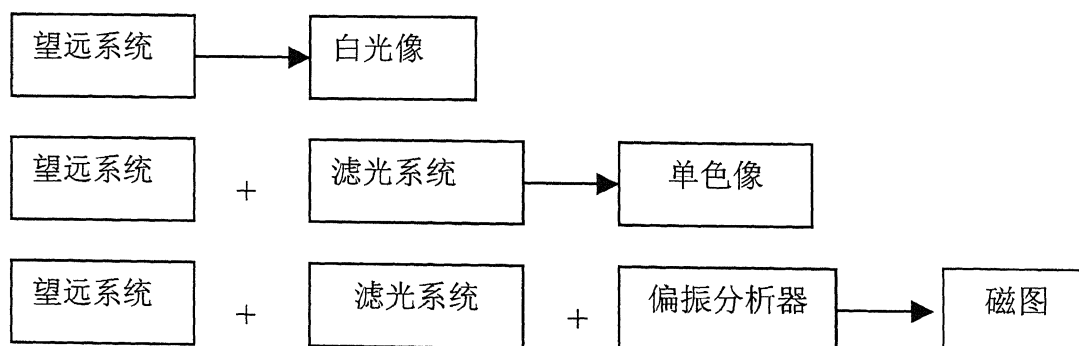 望远系统 白光像
望远系统 + 滤光系统 单色像
望远系统 + 滤光系统 + 偏振分析器 磁图